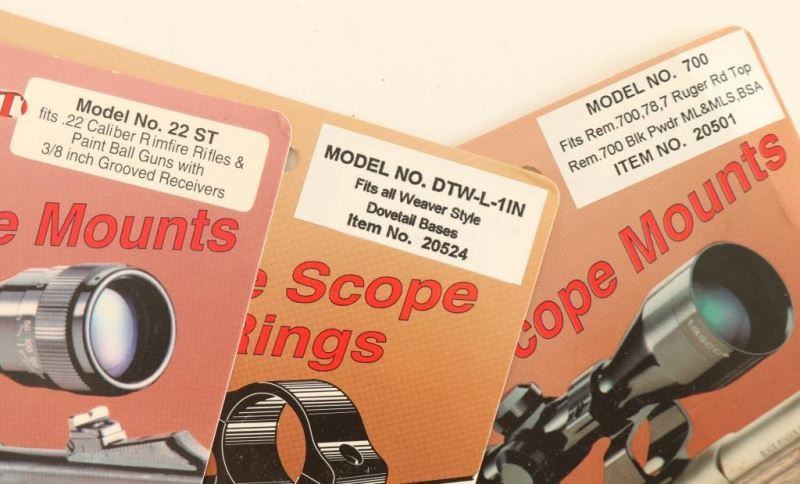 Model No. 22 ST
fits .22 Caliber Rimfire Rifles &
Paint Ball Guns with
3/8 inch Grooved Receivers
e Mounts
MODEL NO. DTW-L-1IN
Fits all Weaver Style
Dovetail Bases
Item No. 20524
e Scope
Rings
MODEL NO. 700
Fits Rem.700,78,7 Ruger Rd Top
Rem.700 Blk Pwdr ML&MLS,BSA
ITEM NO. 20501
cope Mounts
TASCO